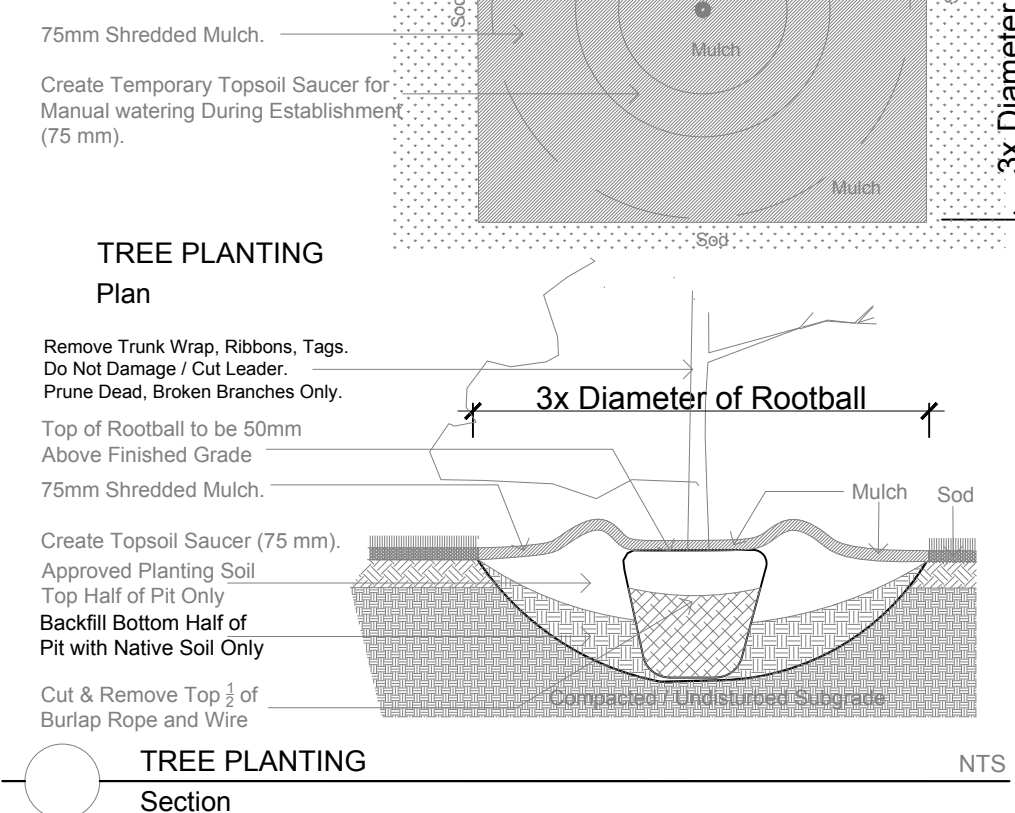 Sod
75mm Shredded Mulch.
Mulch
Create Temporary Topsoil Saucer for
Manual watering During Establishment
(75 mm).
3x Diameter
Mulch
Sod
TREE PLANTING
Plan
Remove Trunk Wrap, Ribbons, Tags.
Do Not Damage / Cut Leader.
Prune Dead, Broken Branches Only.
3x Diameter of Rootball
Top of Rootball to be 50mm
Above Finished Grade
75mm Shredded Mulch.
Mulch
Sod
Create Topsoil Saucer (75 mm).
Approved Planting Soil
Top Half of Pit Only
Backfill Bottom Half of
Pit with Native Soil Only
Compacted / Undisturbed Subgrade
Cut & Remove Top 1/2 of
Burlap Rope and Wire
TREE PLANTING
NTS
Section